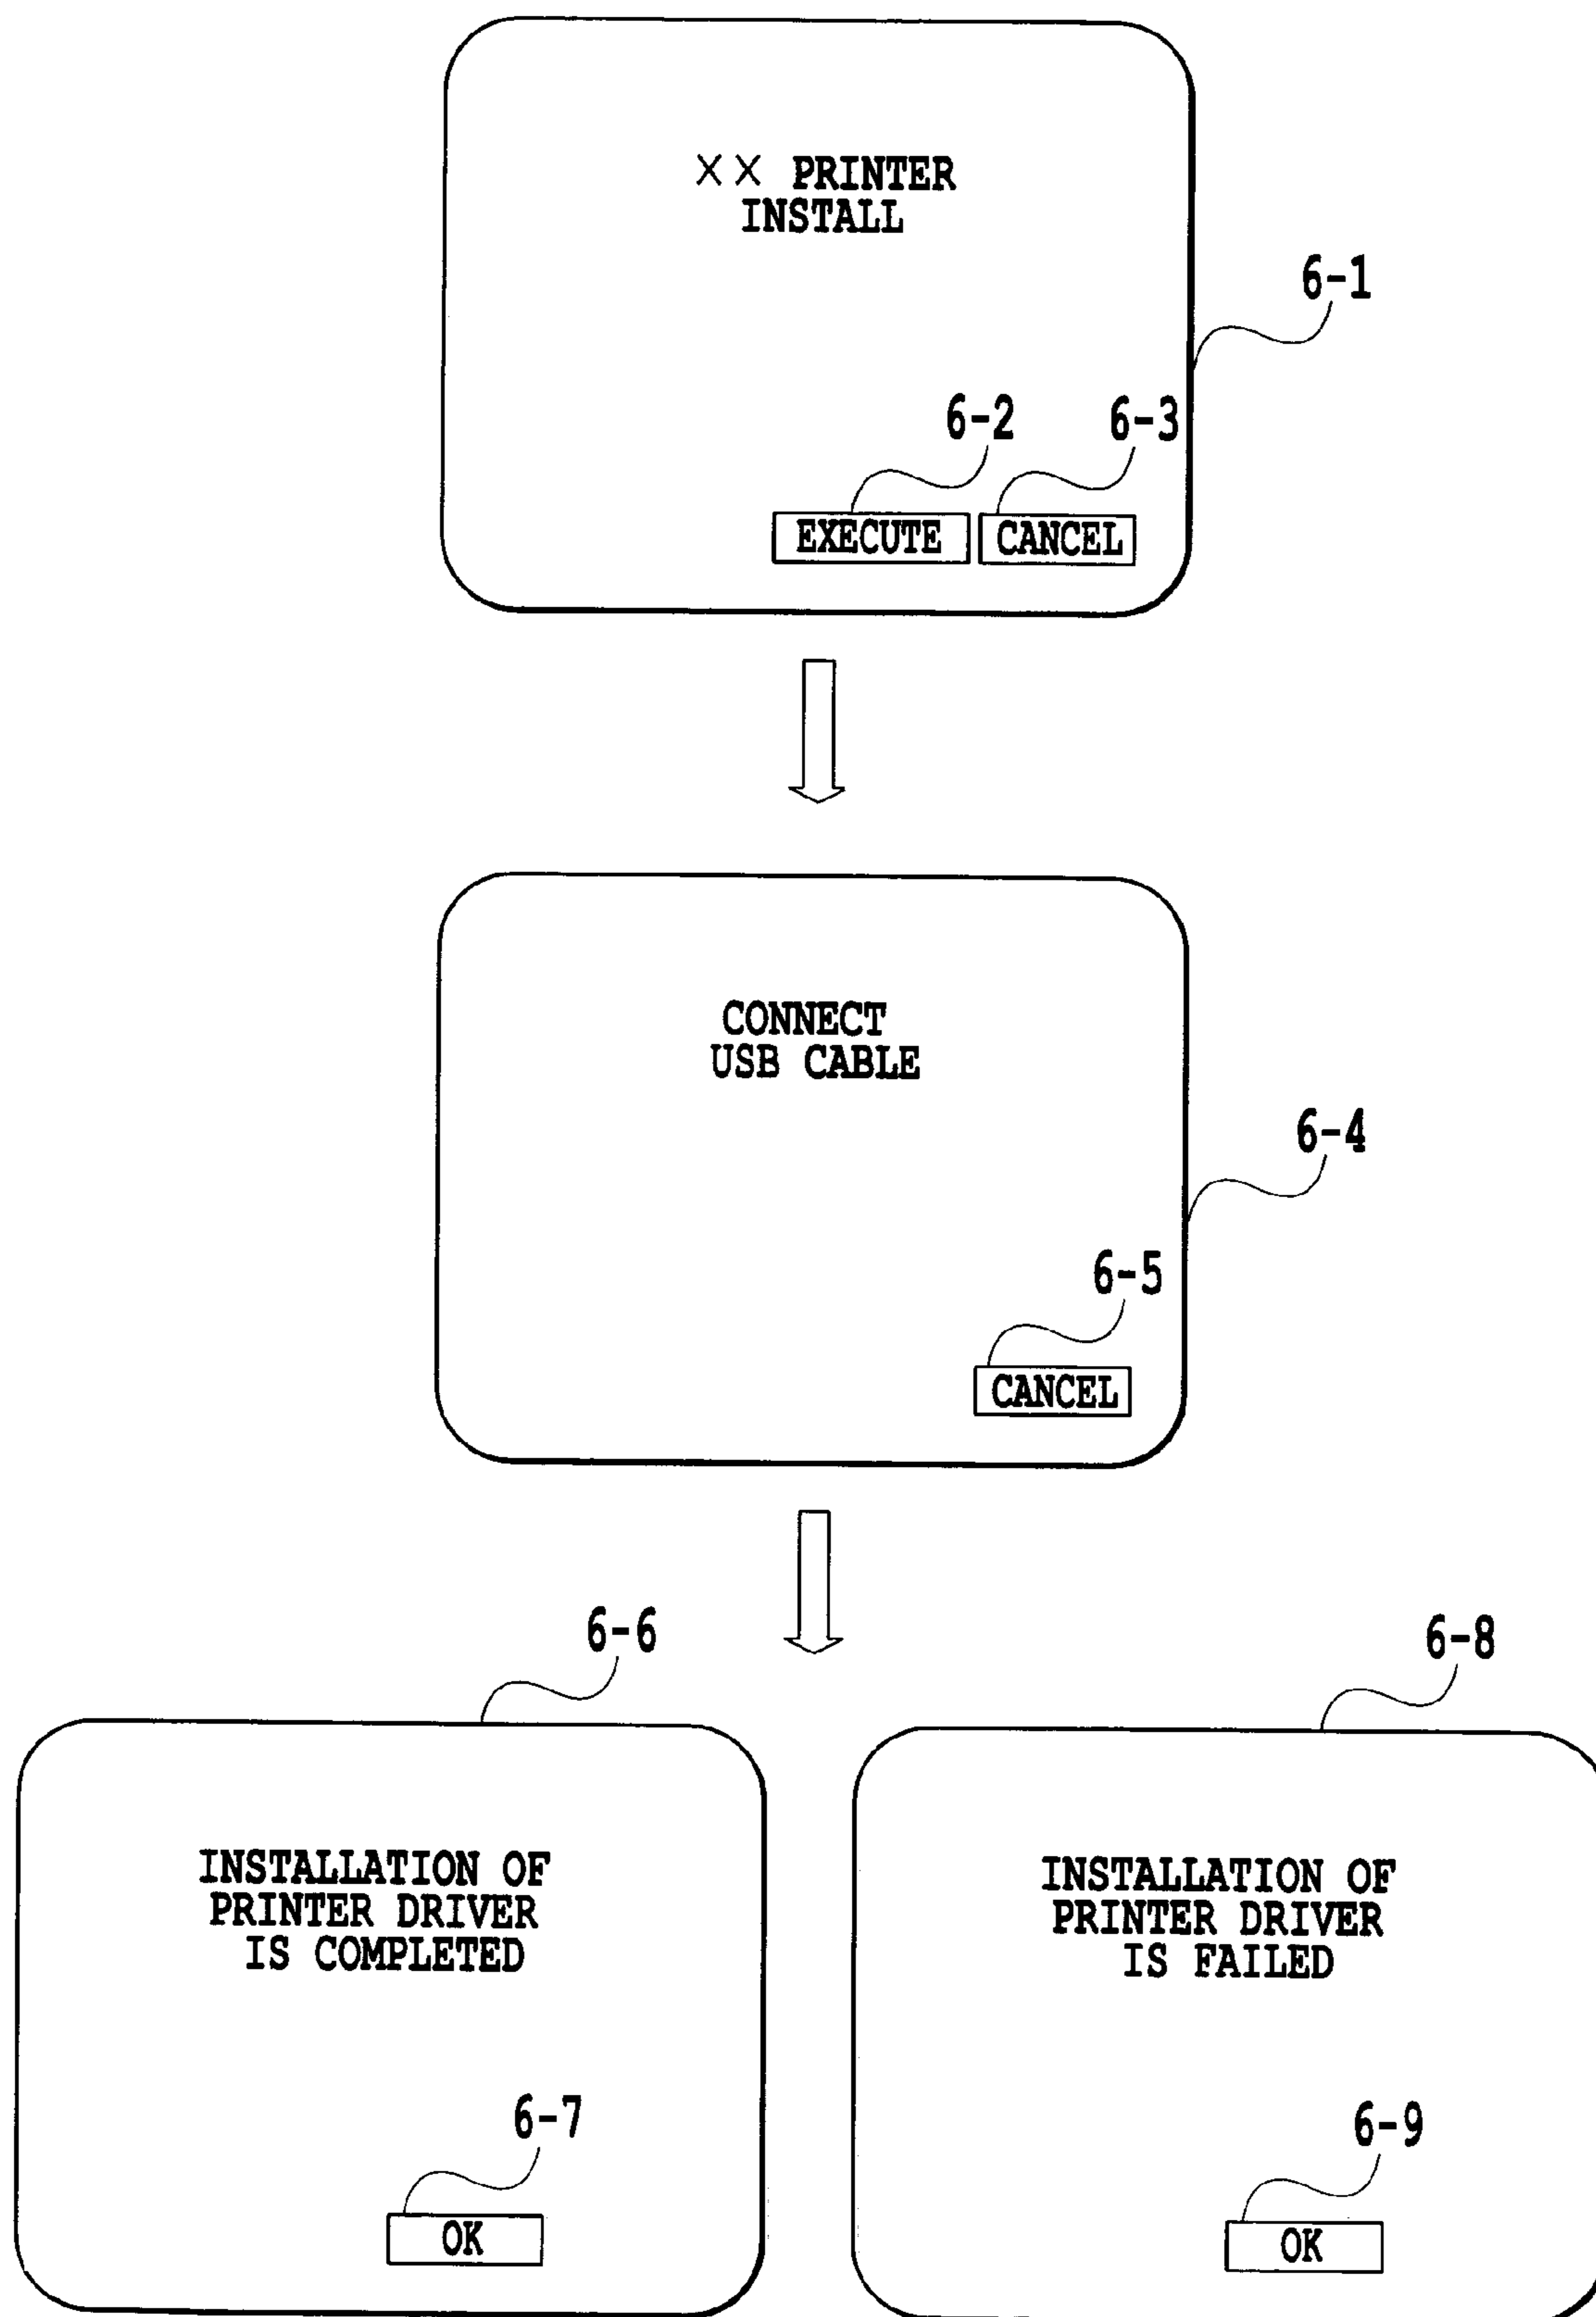 ×× PRINTER
INSTALL
6-1
6-2
6-3
EXECUTE
CANCEL
CONNECT
USB CABLE
6-4
6-5
CANCEL
6-6
6-8
INSTALLATION OF
PRINTER DRIVER
IS COMPLETED
6-7
OK
INSTALLATION OF
PRINTER DRIVER
IS FAILED
6-9
OK